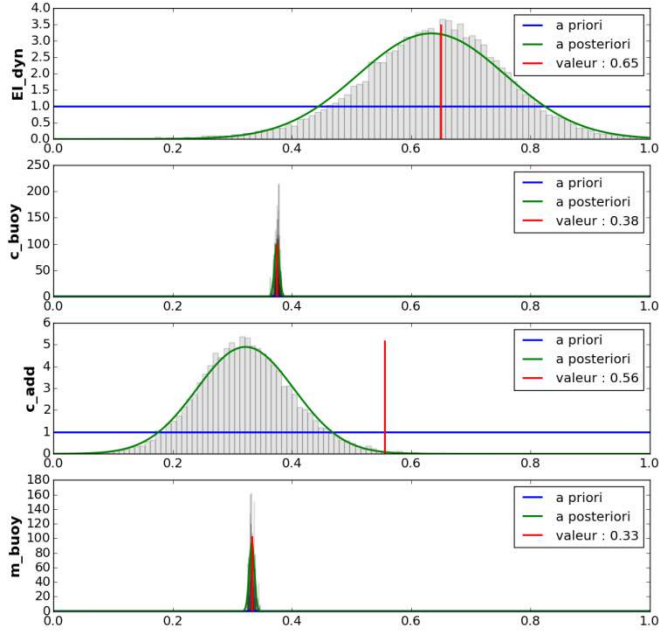 4.0
3.5
3.0
2.5
2.0
1.5
1.0
0.5
0.0
EI_dyn
a priori
a posteriori
valeur : 0.65
0.0 0.2 0.4 0.6 0.8 1.0
250
200
150
100
50
0
c_buoy
a priori
a posteriori
valeur : 0.38
0.0 0.2 0.4 0.6 0.8 1.0
6
5
4
3
2
1
0
c_add
a priori
a posteriori
valeur : 0.56
0.0 0.2 0.4 0.6 0.8 1.0
180
160
140
120
100
80
60
40
20
0
m_buoy
a priori
a posteriori
valeur : 0.33
0.0 0.2 0.4 0.6 0.8 1.0